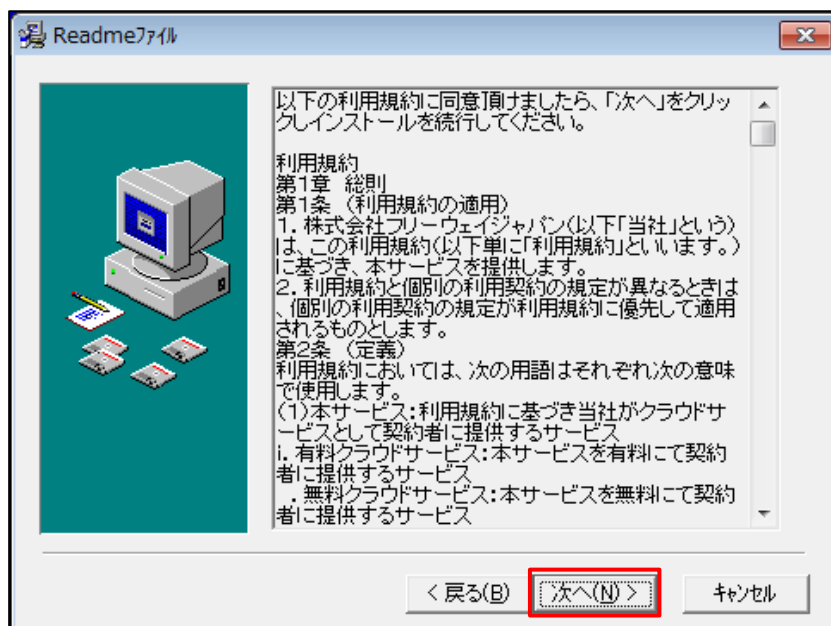 Readmeﾌｧｲﾙ
以下の利用規約に同意頂けましたら、「次へ」をクリッ
クしインストールを続行してください。
利用規約
第1章 総則
第1条 (利用規約の適用)
1. 株式会社フリーウェイジャパン(以下「当社」という)
は、この利用規約(以下単に「利用規約」といいます。)
に基づき、本サービスを提供します。
2. 利用規約と個別の利用契約の規定が異なるときは
、個別の利用契約の規定が利用規約に優先して適用
されるものとします。
第2条 (定義)
利用規約においては、次の用語はそれぞれ次の意味
で使用します。
(1)本サービス:利用規約に基づき当社がクラウドサ
ービスとして契約者に提供するサービス
i. 有料クラウドサービス:本サービスを有料にて契約
者に提供するサービス
. 無料クラウドサービス:本サービスを無料にて契約
者に提供するサービス
< 戻る(B)
次へ(N) >
ｷｬﾝｾﾙ